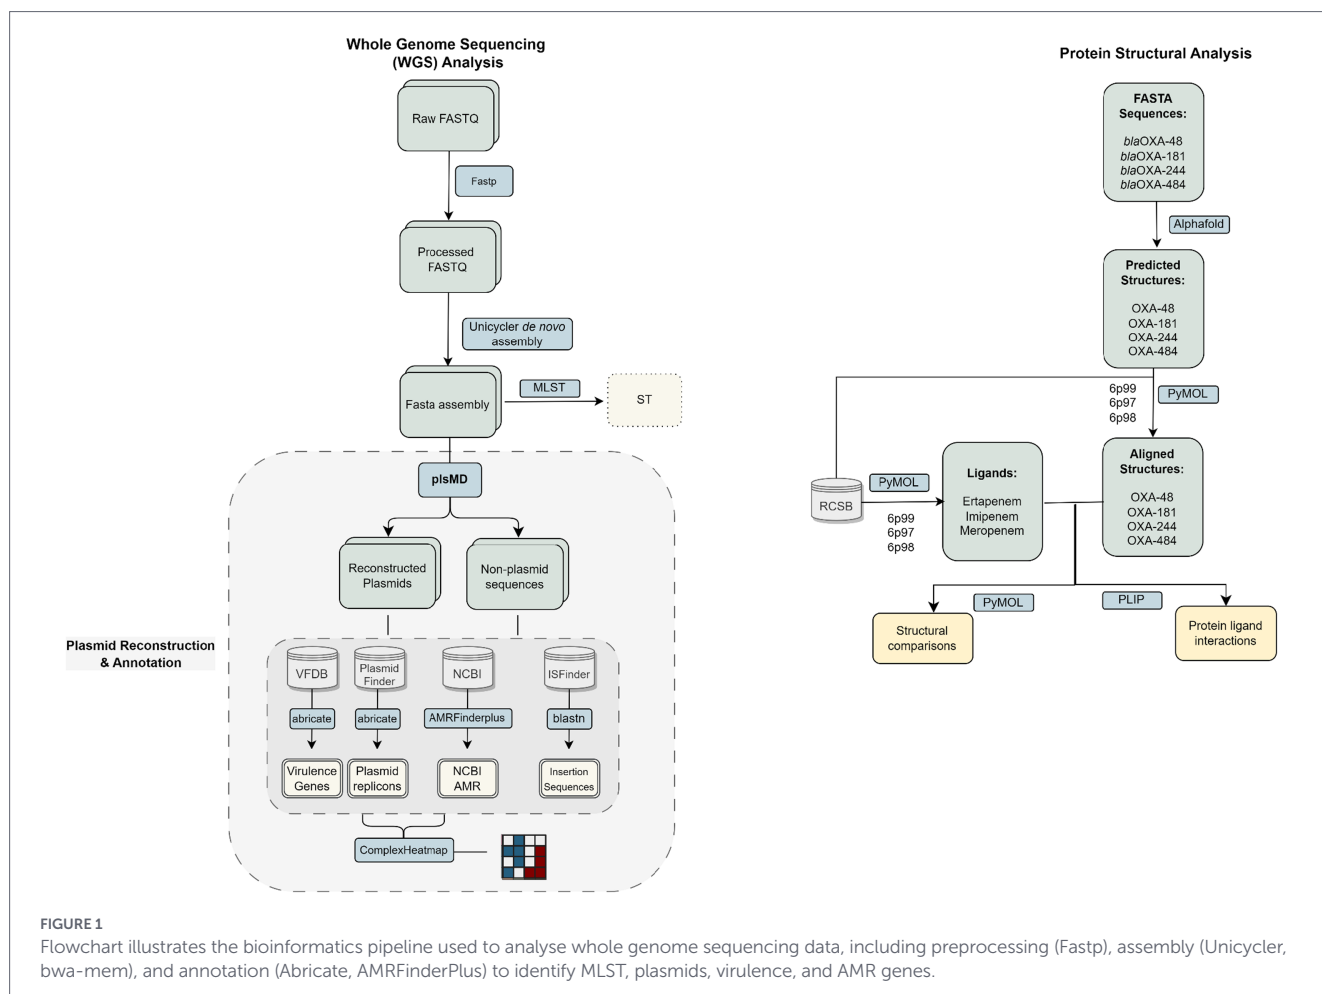 Whole Genome Sequencing
(WGS) Analysis
Raw FASTQ
Fastp
Processed
FASTQ
Unicycler de novo
assembly
Fasta assembly
MLST
ST
plsMD
Reconstructed
Plasmids
Non-plasmid
sequences
Plasmid Reconstruction
& Annotation
VFDB
Plasmid
Finder
NCBI
ISFinder
abricate
abricate
AMRFinderplus
blastn
Virulence
Genes
Plasmid
replicons
NCBI
AMR
Insertion
Sequences
ComplexHeatmap
Protein Structural Analysis
FASTA
Sequences:
blaOXA-48
blaOXA-181
blaOXA-244
blaOXA-484
Alphafold
Predicted
Structures:
OXA-48
OXA-181
OXA-244
OXA-484
6p99
6p97
6p98
PyMOL
RCSB
PyMOL
6p99
6p97
6p98
Ligands:
Ertapenem
Imipenem
Meropenem
Aligned
Structures:
OXA-48
OXA-181
OXA-244
OXA-484
PyMOL
PLIP
Structural
comparisons
Protein ligand
interactions
FIGURE 1
Flowchart illustrates the bioinformatics pipeline used to analyse whole genome sequencing data, including preprocessing (Fastp), assembly (Unicycler,
bwa-mem), and annotation (Abricate, AMRFinderPlus) to identify MLST, plasmids, virulence, and AMR genes.